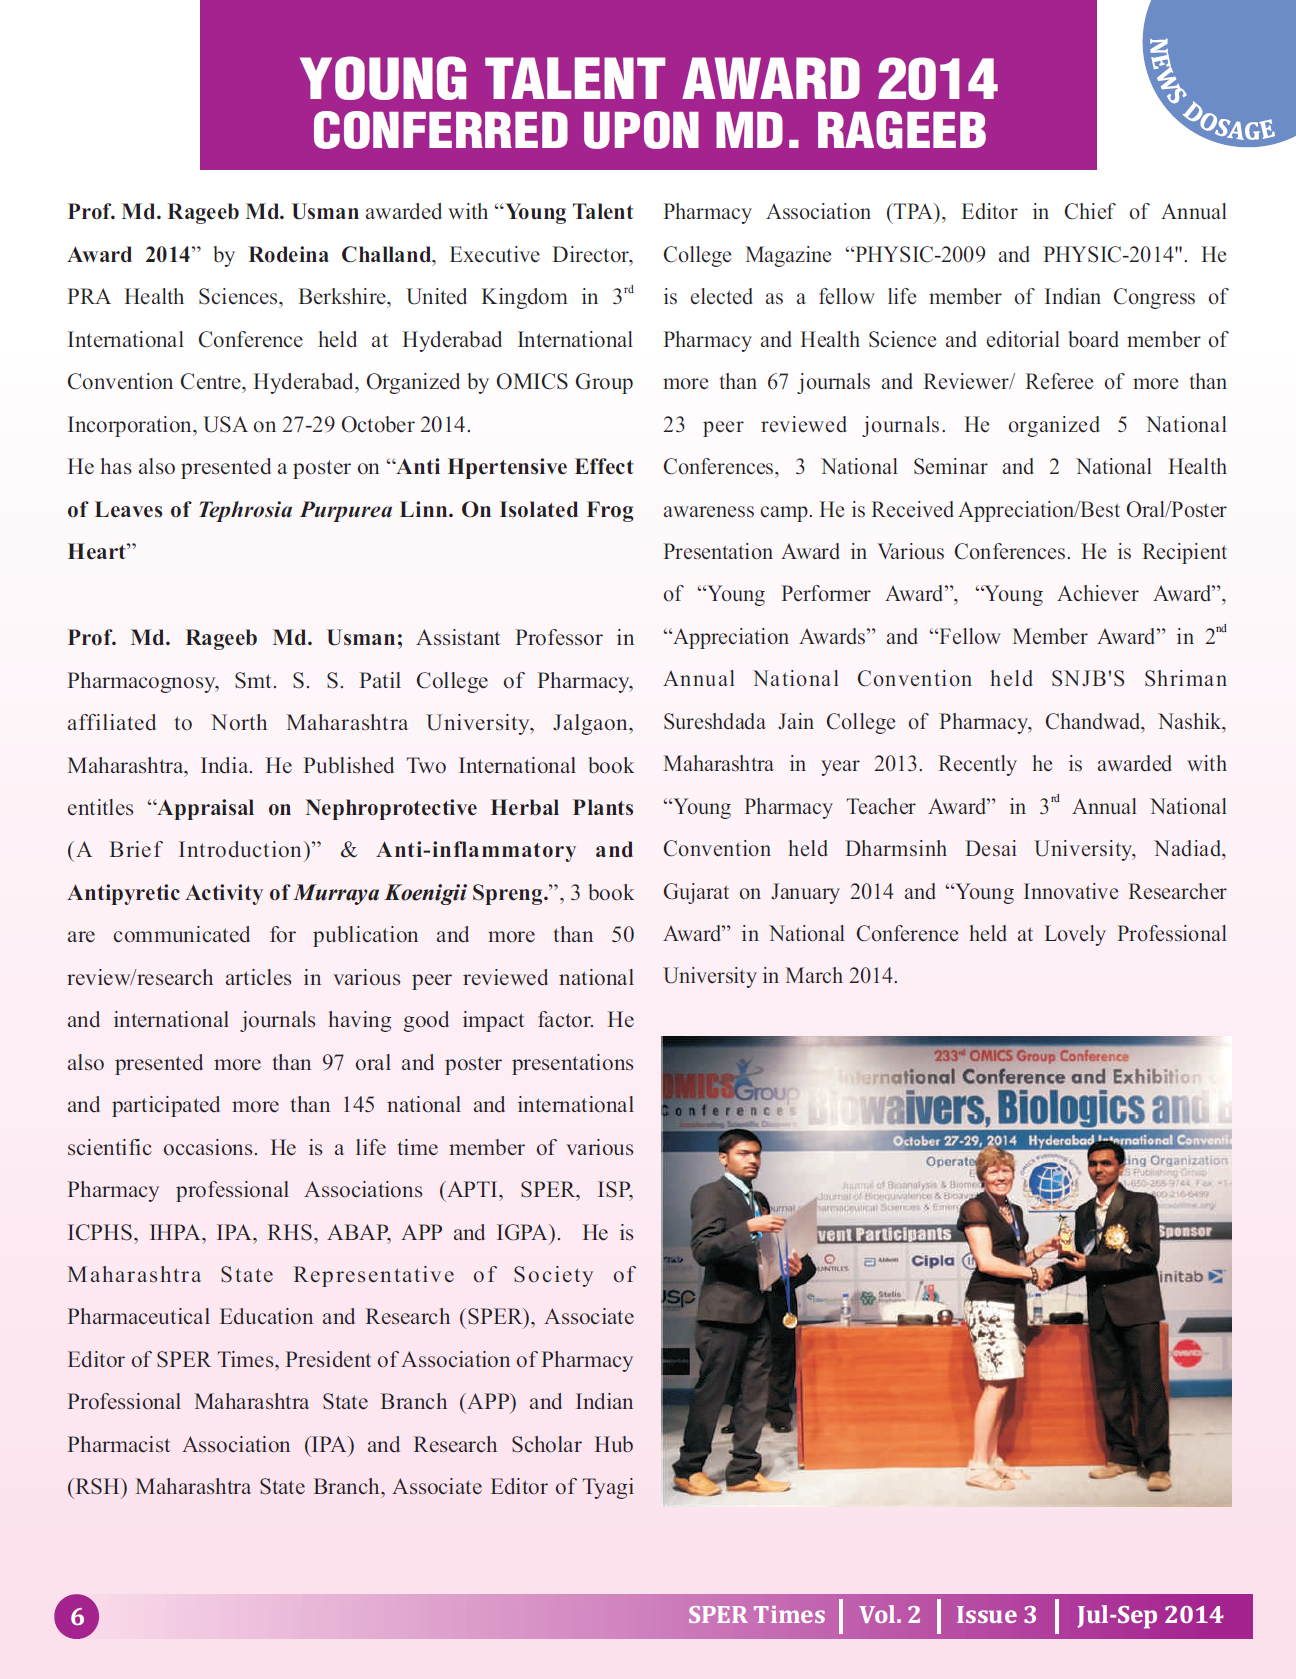 YOUNG TALENT AWARD 2014
CONFERRED UPON MD. RAGEEB
NEWS DOSAGE
Prof. Md. Rageeb Md. Usman awarded with “Young Talent
Award 2014” by Rodeina Challand, Executive Director,
PRA Health Sciences, Berkshire, United Kingdom in 3rd
International Conference held at Hyderabad International
Convention Centre, Hyderabad, Organized by OMICS Group
Incorporation, USA on 27-29 October 2014.
He has also presented a poster on “Anti Hpertensive Effect
of Leaves of Tephrosia Purpurea Linn. On Isolated Frog
Heart”
Prof. Md. Rageeb Md. Usman; Assistant Professor in
Pharmacognosy, Smt. S. S. Patil College of Pharmacy,
affiliated to North Maharashtra University, Jalgaon,
Maharashtra, India. He Published Two International book
entitles “Appraisal on Nephroprotective Herbal Plants
(A Brief Introduction)” & Anti-inflammatory and
Antipyretic Activity of Murraya Koenigii Spreng.”, 3 book
are communicated for publication and more than 50
review/research articles in various peer reviewed national
and international journals having good impact factor. He
also presented more than 97 oral and poster presentations
and participated more than 145 national and international
scientific occasions. He is a life time member of various
Pharmacy professional Associations (APTI, SPER, ISP,
ICPHS, IHPA, IPA, RHS, ABAP, APP and IGPA). He is
Maharashtra State Representative of Society of
Pharmaceutical Education and Research (SPER), Associate
Editor of SPER Times, President of Association of Pharmacy
Professional Maharashtra State Branch (APP) and Indian
Pharmacist Association (IPA) and Research Scholar Hub
(RSH) Maharashtra State Branch, Associate Editor of Tyagi
Pharmacy Association (TPA), Editor in Chief of Annual
College Magazine “PHYSIC-2009 and PHYSIC-2014". He
is elected as a fellow life member of Indian Congress of
Pharmacy and Health Science and editorial board member of
more than 67 journals and Reviewer/ Referee of more than
23 peer reviewed journals. He organized 5 National
Conferences, 3 National Seminar and 2 National Health
awareness camp. He is Received Appreciation/Best Oral/Poster
Presentation Award in Various Conferences. He is Recipient
of “Young Performer Award”, “Young Achiever Award”,
“Appreciation Awards” and “Fellow Member Award” in 2nd
Annual National Convention held SNJB'S Shriman
Sureshdada Jain College of Pharmacy, Chandwad, Nashik,
Maharashtra in year 2013. Recently he is awarded with
“Young Pharmacy Teacher Award” in 3rd Annual National
Convention held Dharmsinh Desai University, Nadiad,
Gujarat on January 2014 and “Young Innovative Researcher
Award” in National Conference held at Lovely Professional
University in March 2014.
233rd OMICS Group Conference
OMICS Group
Conferences
International Conference and Exhibition
Biowaivers, Biologics and
October 27-29, 2014 Hyderabad International
Journal of Bioanalysis &
Journal of Bioequivalence &
Pharmaceutical Sciences &
ing Organization
vent Participants
Sponsor
Abbott
Cipla
Stelis
initab
6
SPER Times | Vol. 2 | Issue 3 | Jul-Sep 2014